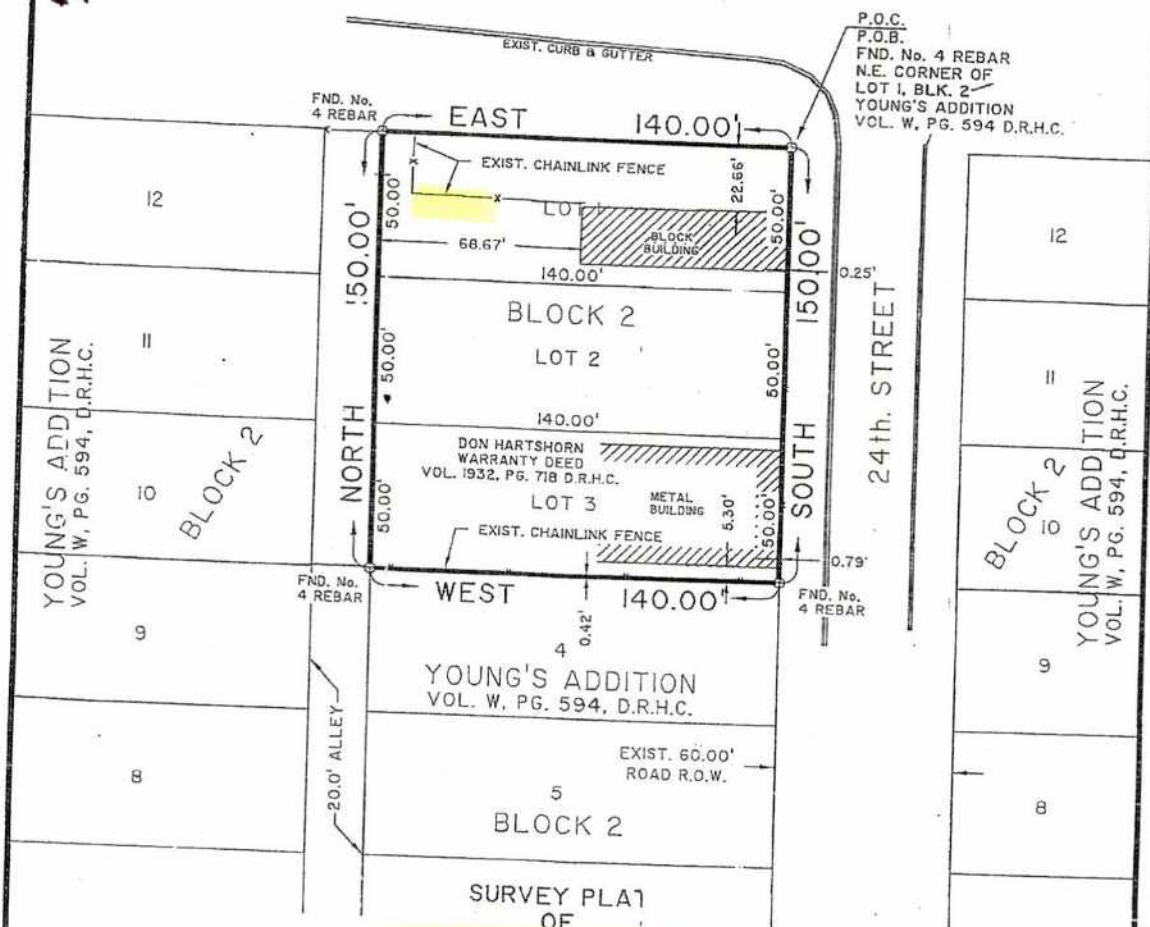 P.O.C.
P.O.B.
FND. No. 4 REBAR
N.E. CORNER OF
LOT 1, BLK. 2
YOUNG'S ADDITION
VOL. W, PG. 594 D.R.H.C.
EXIST. CURB & GUTTER
FND. No.
4 REBAR
EAST
140.00'
EXIST. CHAINLINK FENCE
x
x
12
50.00'
150.00'
LOT
22.66'
BLOCK
BUILDING
50.00'
150.00'
68.67'
140.00'
0.25'
12
BLOCK 2
LOT 2
11
50.00'
50.00'
24th. STREET
11
140.00'
YOUNG'S ADDITION
VOL. W, PG. 594, D.R.H.C.
BLOCK 2
10
NORTH
DON HARTSHORN
WARRANTY DEED
VOL. 1932, PG. 718 D.R.H.C.
LOT 3
METAL
BUILDING
5.30'
50.00'
50.00'
SOUTH
EXIST. CHAINLINK FENCE
0.79'
BLOCK 2
10
YOUNG'S ADDITION
VOL. W, PG. 594, D.R.H.C.
FND. No.
4 REBAR
WEST
140.00'
0.42'
FND. No.
4 REBAR
9
4
YOUNG'S ADDITION
VOL. W, PG. 594, D.R.H.C.
9
20.0' ALLEY
8
EXIST. 60.00'
ROAD R.O.W.
5
BLOCK 2
8
SURVEY PLAT
OF